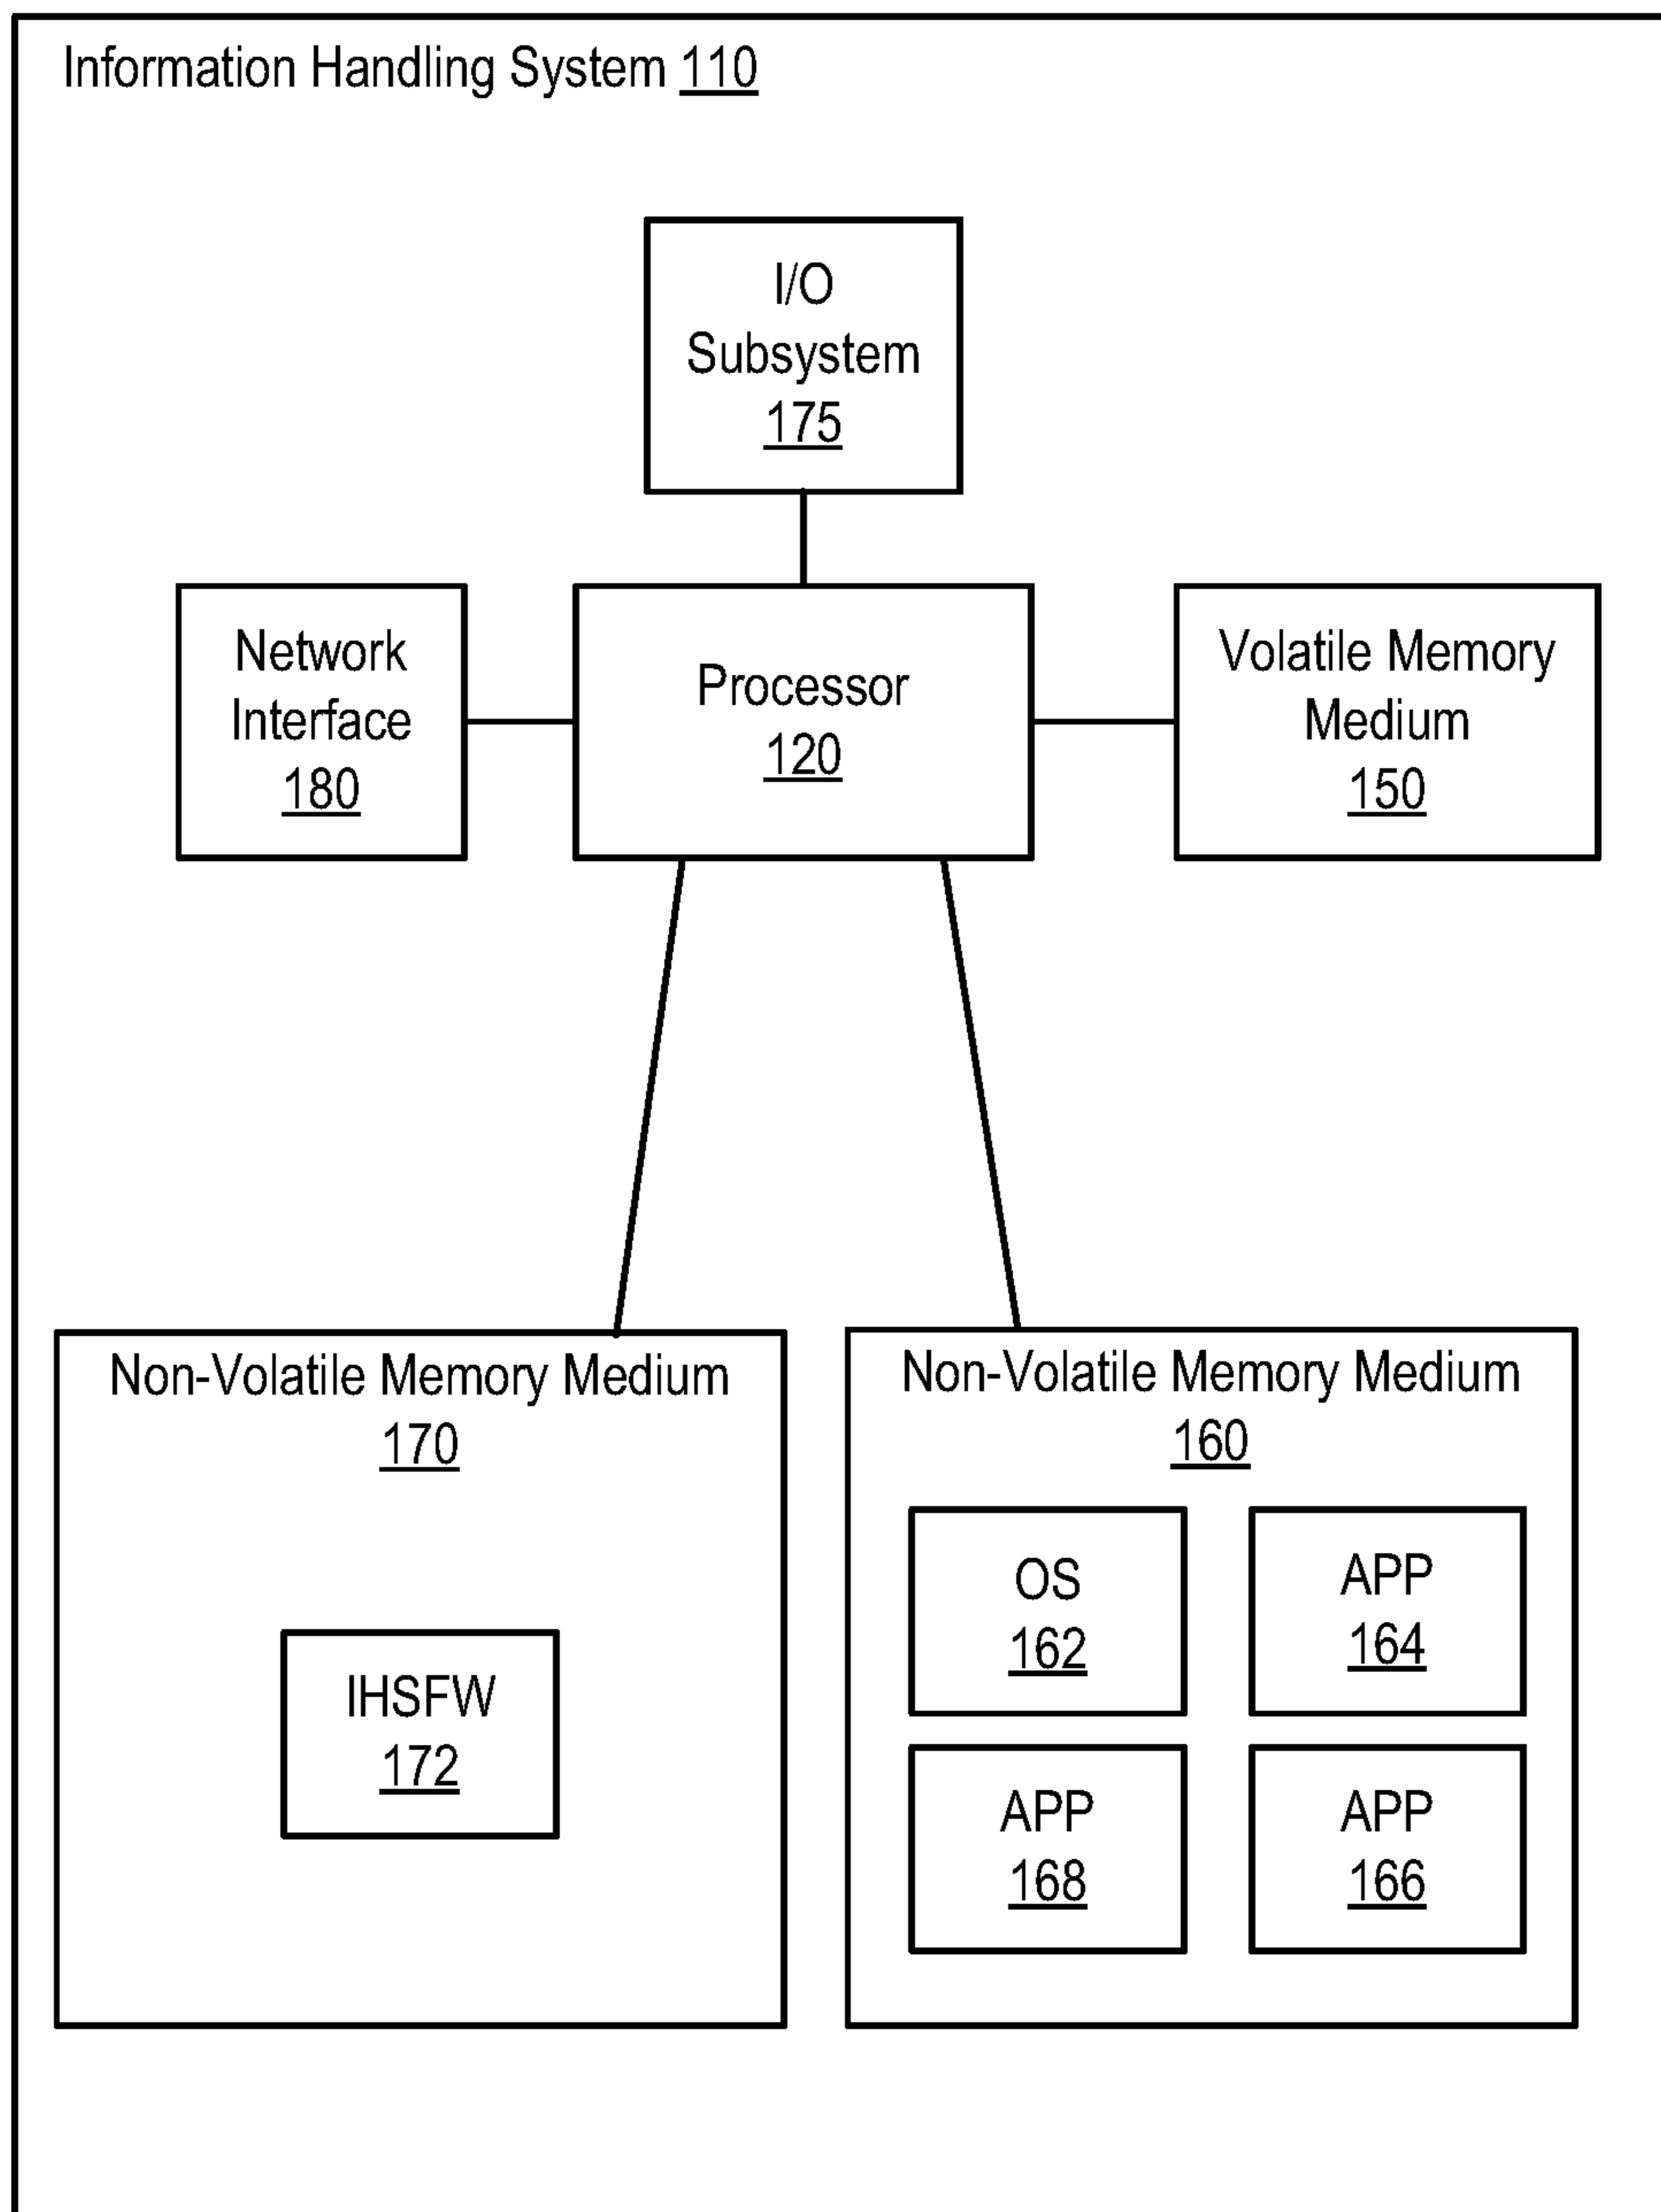 Information Handling System 110
I/O
Subsystem
175
Network
Interface
180
Processor
120
Volatile Memory
Medium
150
Non-Volatile Memory Medium
170
IHSFW
172
Non-Volatile Memory Medium
160
OS
162
APP
164
APP
168
APP
166